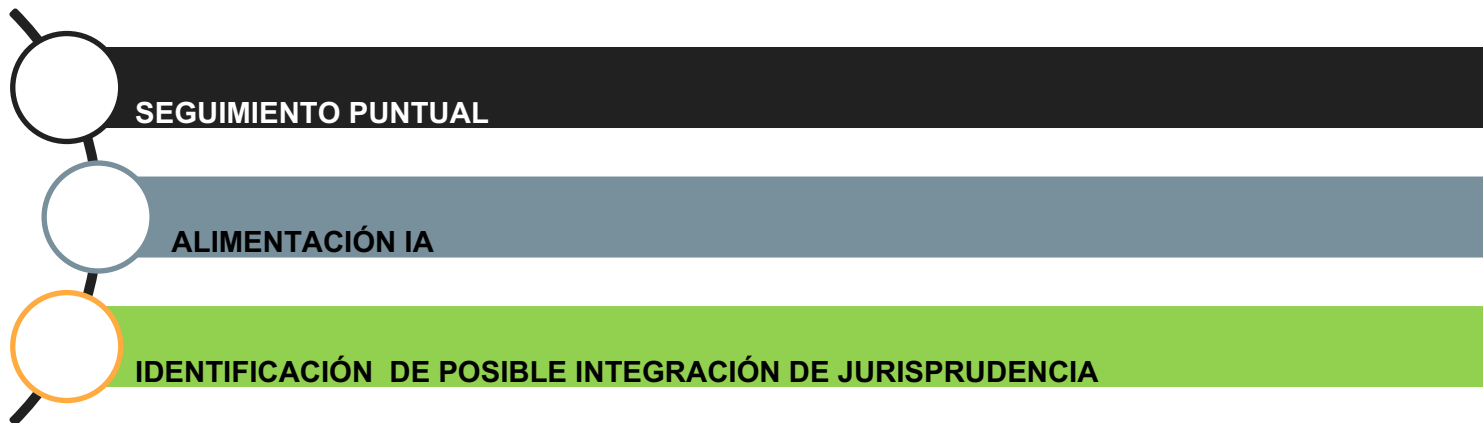 SEGUIMIENTO PUNTUAL
ALIMENTACIÓN IA
IDENTIFICACIÓN  DE POSIBLE INTEGRACIÓN DE JURISPRUDENCIA